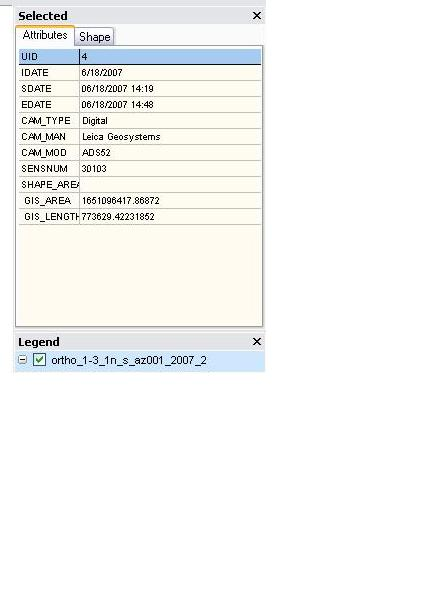 Selected
Attributes Shape
UID 4
IDATE 6/18/2007
SDATE 06/18/2007 14:19
EDATE 06/18/2007 14:48
CAM_TYPE Digital
CAM_MAN Leica Geosystems
CAM_MOD ADS52
SENSNUM 30103
SHAPE_AREA
GIS_AREA 1651096417.86872
GIS_LENGTH 773629.42231852
Legend
ortho_1-3_1n_s_az001_2007_2